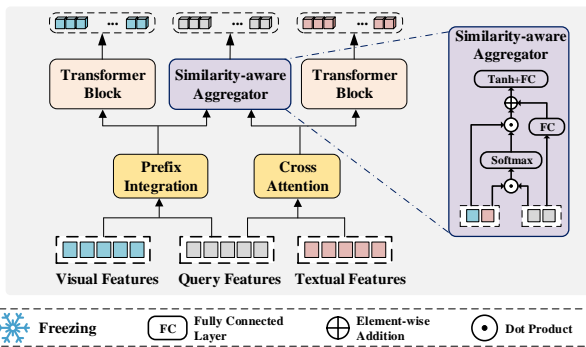 Transformer
Block
Similarity-aware
Aggregator
Transformer
Block
Prefix
Integration
Cross
Attention
Visual Features
Query Features
Textual Features
Similarity-aware
Aggregator
Tanh+FC
FC
Softmax
Freezing
FC
Fully Connected
Layer
Element-wise
Addition
Dot Product